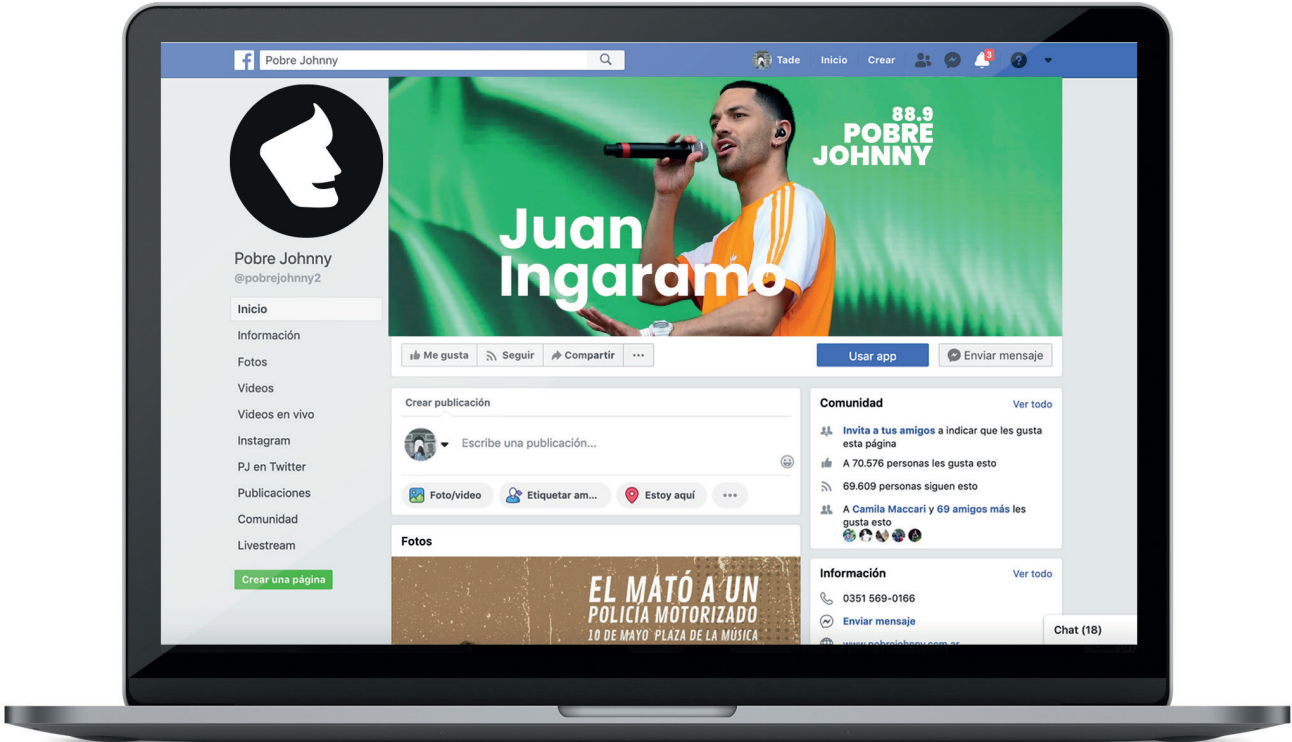 Pobre Johnny
Tade Inicio Crear 3 ?
88.9
POBRE
JOHNNY
Juan
Ingaramo
Pobre Johnny
@pobrejohnny2
Inicio
Información
Fotos
Videos
Videos en vivo
Instagram
PJ en Twitter
Publicaciones
Comunidad
Livestream
Crear una página
Me gusta Seguir Compartir ...
Usar app Enviar mensaje
Crear publicación
Escribe una publicación...
Foto/video Etiquetar am... Estoy aquí ...
Fotos
EL MATÓ A UN
POLICÍA MOTORIZADO
10 DE MAYO PLAZA DE LA MÚSICA
Comunidad Ver todo
Invita a tus amigos a indicar que les gusta
esta página
A 70.576 personas les gusta esto
69.609 personas siguen esto
A Camila Maccari y 69 amigos más les
gusta esto
Información Ver todo
0351 569-0166
Enviar mensaje
www.pobrejohnny.com.ar
Chat (18)